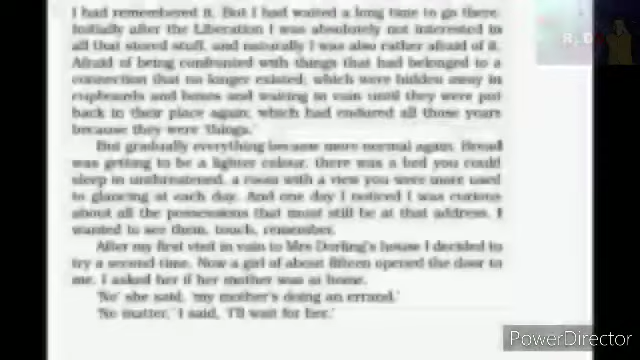 I had remembered it. But I had waited a long time to go there.
Initially after the Liberation I was absolutely not interested in
all that stored stuff, and naturally I was also rather afraid of it.
Afraid of being confronted with things that had belonged to a
connection that no longer existed; which were hidden away in
cupboards and boxes and waiting in vain until they were put
back in their place again; which had endured all those years
because they were 'things.'
But gradually everything became more normal again. Bread
was getting to be a lighter colour, there was a bed you could
sleep in unthreatened, a room with a view you were more used
to glancing at each day. And one day I noticed I was curious
about all the possessions that must still be at that address. I
wanted to see them, touch, remember.
After my first visit in vain to Mrs Dorling's house I decided to
try a second time. Now a girl of about fifteen opened the door to
me. I asked her if her mother was at home.
'No' she said, 'my mother's doing an errand.'
'No matter,' I said, 'I'll wait for her.'
PowerDirector